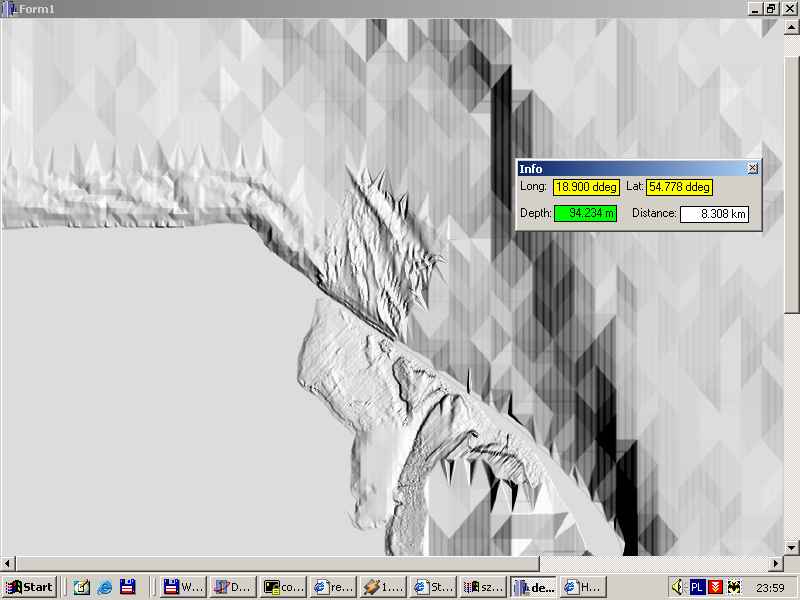 Form1
Info
Long: 18.900 ddeg Lat: 54.778 ddeg
Depth: 94.234 m Distance: 8.308 km
Start W... D... co... re... 1.... St... sz... de... H... PL 23:59